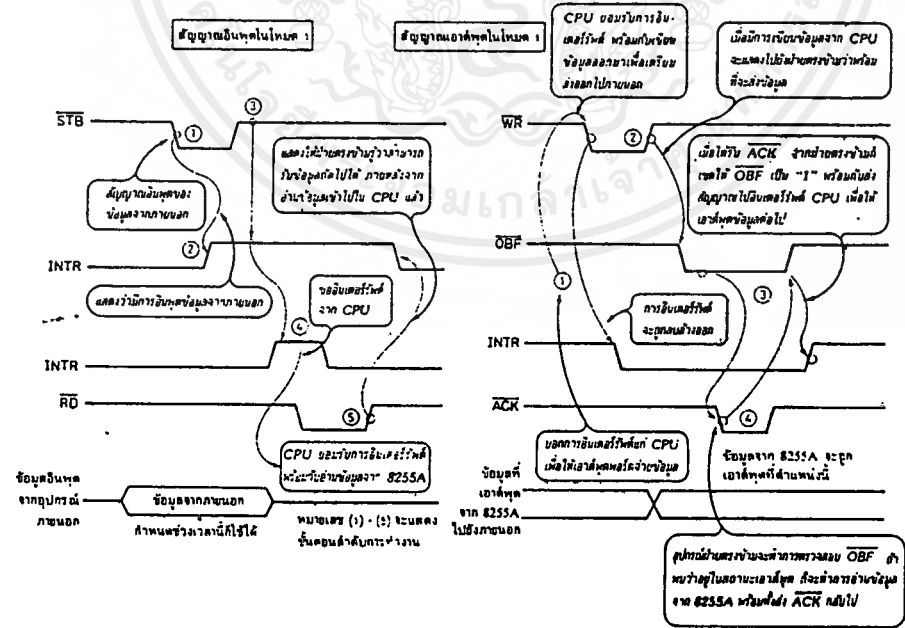 สัญญาณอินพุตในโหมด 1
STB
①
③
สัญญาณอินพุตของ
ข้อมูลจากภายนอก
แสดงให้ฝ่ายตรงข้ามรู้ว่าสามารถ
รับข้อมูลถัดไปได้ ภายหลังจาก
อ่านข้อมูลเข้าไปใน CPU แล้ว
②
INTR
แสดงว่ามีการอินพุตข้อมูลจากภายนอก
ขออินเตอร์รัพต์
จาก CPU
④
INTR
RD
⑤
CPU ยอมรับการอินเตอร์รัพต์
พร้อมกับอ่านข้อมูลจาก 8255A
ข้อมูลอินพุต
จากอุปกรณ์
ภายนอก
ข้อมูลจากภายนอก
กำหนดช่วงเวลานี้ก็ใช้ได้
หมายเลข (1) - (5) จะแสดง
ขั้นตอนลำดับการทำงาน
สัญญาณเอาต์พุตในโหมด 1
CPU ยอมรับการอิน-
เตอร์รัพต์ พร้อมกับเขียน
ข้อมูลออกมาเพื่อเตรียม
ส่งออกไปภายนอก
เมื่อมีการเขียนข้อมูลจาก CPU
จะแสดงไปยังฝ่ายตรงข้ามว่าพร้อม
ที่จะส่งข้อมูล
WR
②
เมื่อได้รับ ACK จากฝ่ายตรงข้ามก็
เซตให้ OBF เป็น "1" พร้อมกับส่ง
สัญญาณไปอินเตอร์รัพต์ CPU เพื่อให้
เอาต์พุตข้อมูลต่อไป
OBF
①
③
การอินเตอร์รัพต์
จะถูกลบล้างออก
INTR
ACK
④
บอกการอินเตอร์รัพต์แก่ CPU
เพื่อให้เอาต์พุตพอร์ตจ่ายข้อมูล
ข้อมูลจาก 8255A จะถูก
เอาต์พุตที่ตำแหน่งนี้
ข้อมูลที่
เอาต์พุต
จาก 8255A
ไปยังภายนอก
อุปกรณ์ฝ่ายตรงข้ามจะทำการตรวจสอบ OBF ถ้า
พบว่าอยู่ในสถานะเอาต์พุต ก็จะทำการอ่านข้อมูล
จาก 8255A พร้อมทั้งส่ง ACK กลับไป